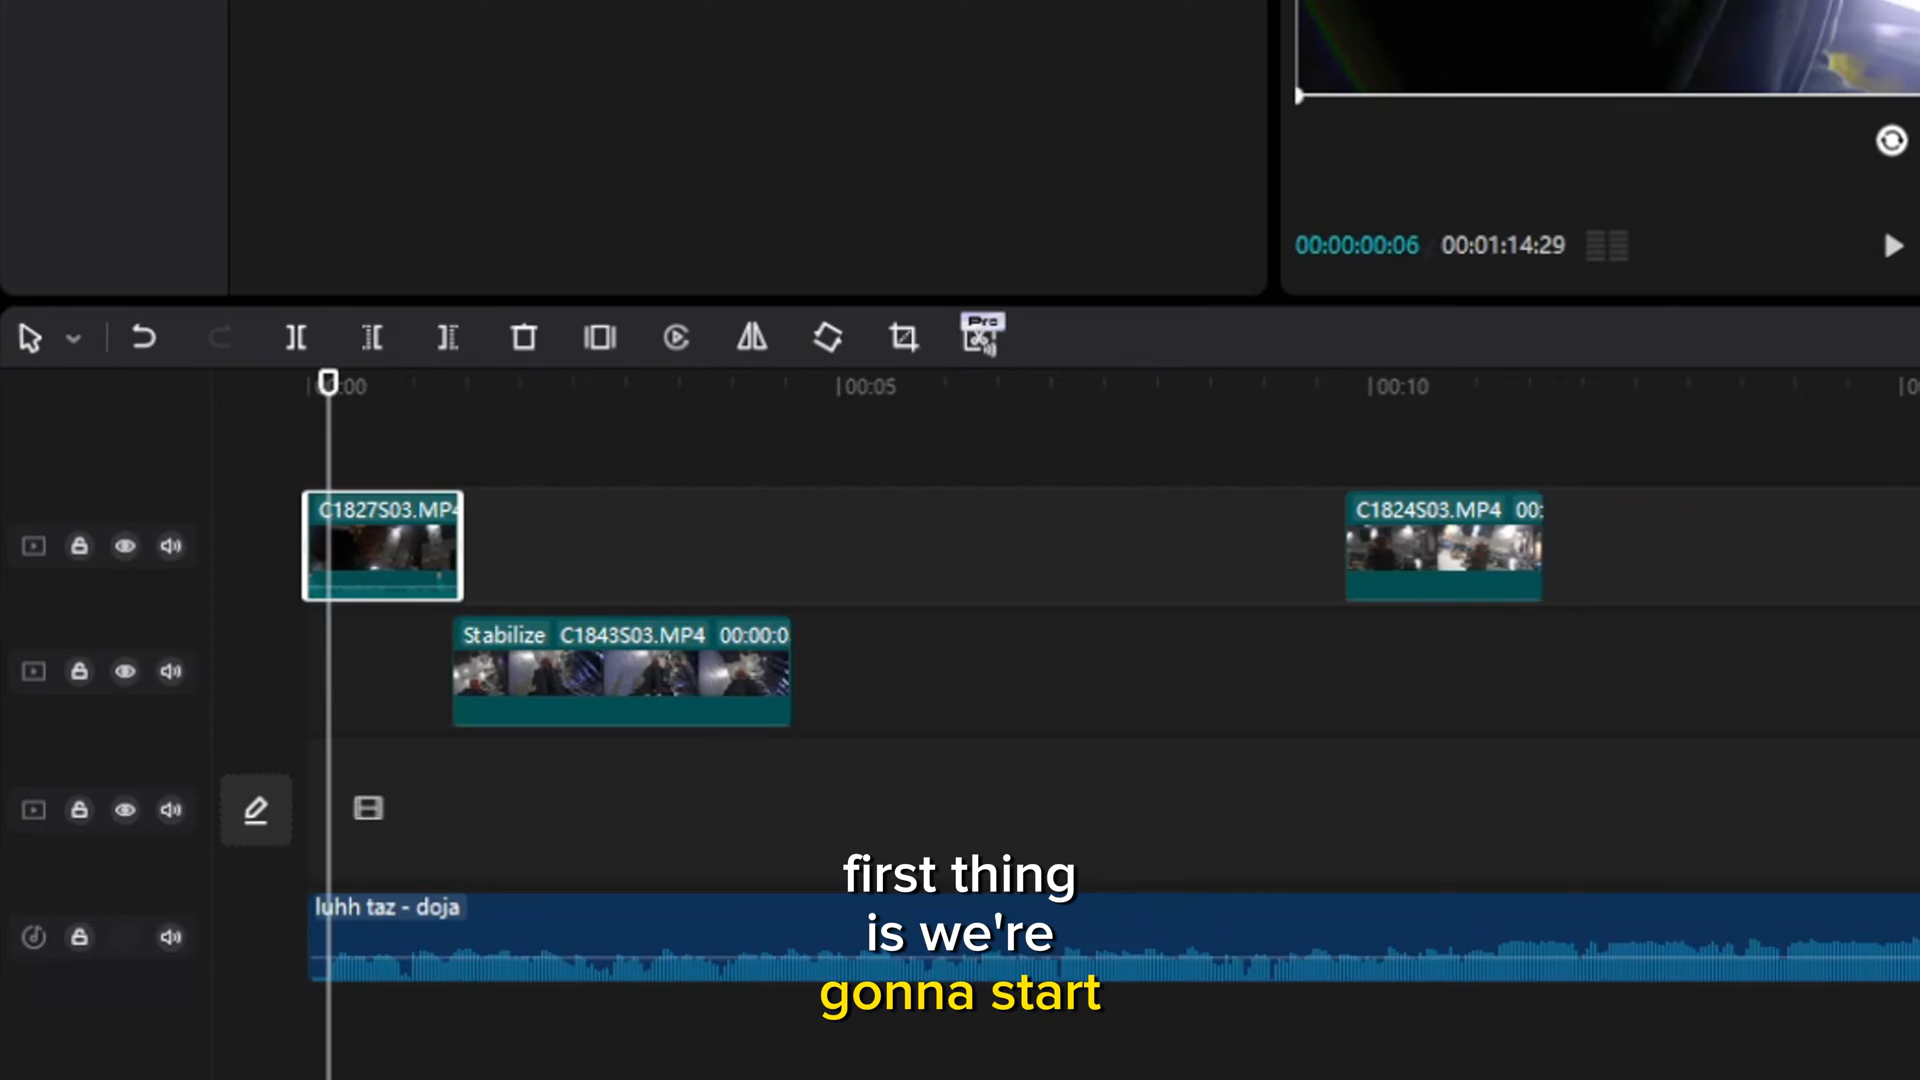 00:00:00:06 00:01:14:29
Pro
00:00 00:05 00:10
C1827S03.MP4 C1824S03.MP4 00:
Stabilize C1843S03.MP4 00:00:0
first thing
luhh taz - doja
is we're
gonna start